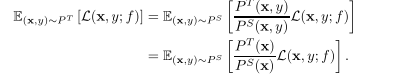 𝔼_{(𝐱,y)∼P^T} [ℒ(𝐱, y; f)] = 𝔼_{(𝐱,y)∼P^S} [ P^T(𝐱, y) / P^S(𝐱, y) ℒ(𝐱, y; f) ]
= 𝔼_{(𝐱,y)∼P^S} [ P^T(𝐱) / P^S(𝐱) ℒ(𝐱, y; f) ] .